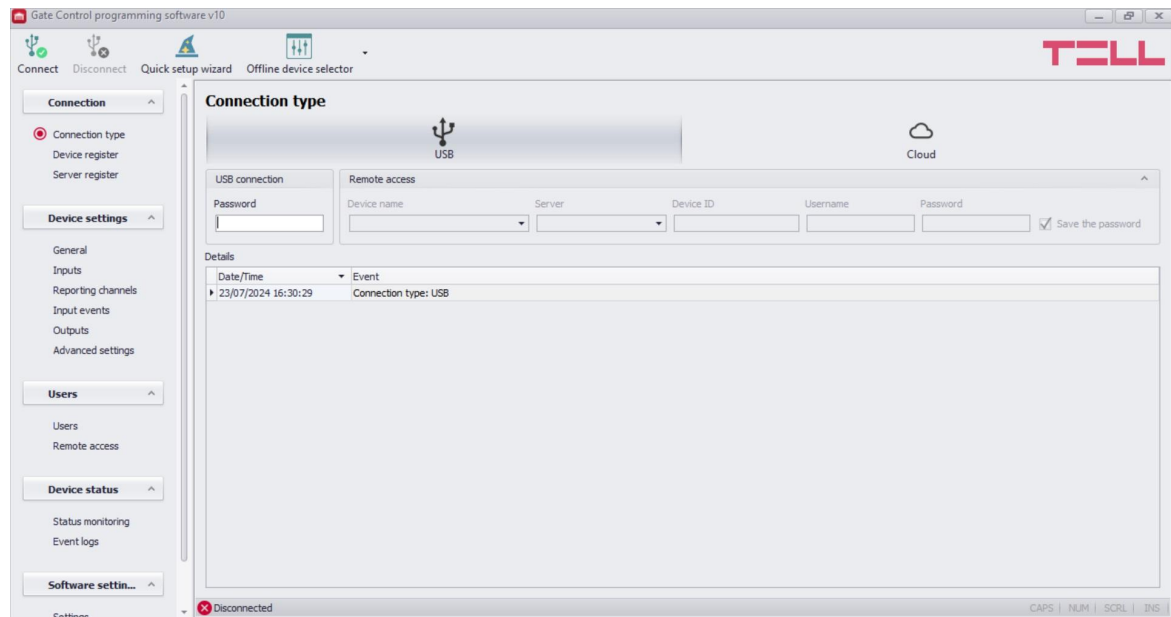 Gate Control programming software v10
Connect Disconnect Quick setup wizard Offline device selector
TELL
Connection
Connection type
Device register
Server register
Device settings
General
Inputs
Reporting channels
Input events
Outputs
Advanced settings
Users
Users
Remote access
Device status
Status monitoring
Event logs
Software settin...
Settings
Connection type
USB Cloud
USB connection Remote access
Password Device name Server Device ID Username Password
Save the password
Details
Date/Time Event
23/07/2024 16:30:29 Connection type: USB
Disconnected CAPS | NUM | SCRL | INS |